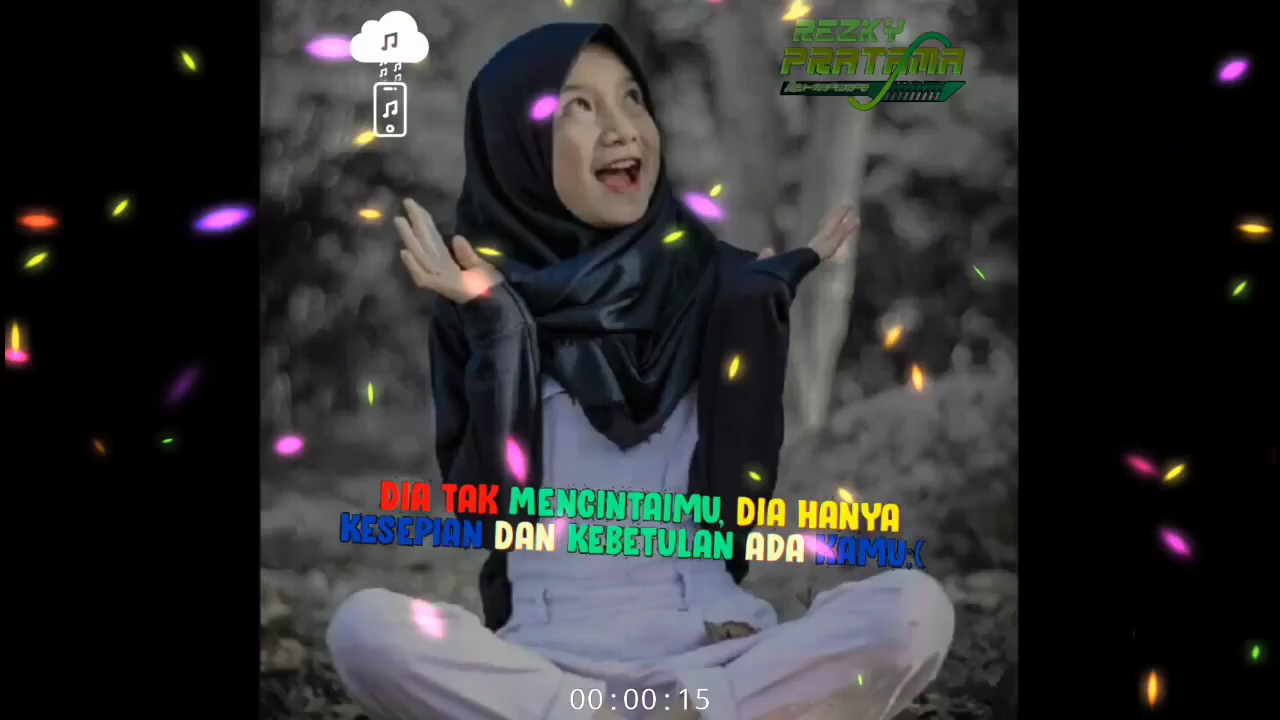 REZKY
PRATAMA
DIA TAK MENCINTAIMU, DIA HANYA
KESEPIAN DAN KEBETULAN ADA KAMU:(
00:00:15